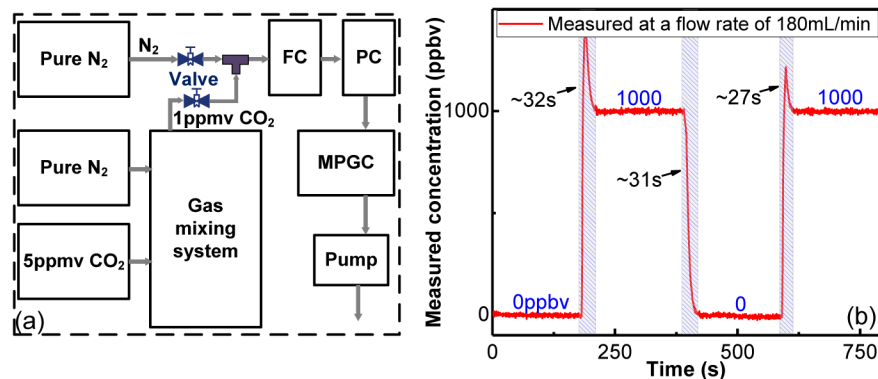 Pure N₂
N₂
Valve
FC
PC
1ppmv CO₂
Pure N₂
MPGC
Gas
mixing
system
5ppmv CO₂
Pump
(a)
Measured concentration (ppbv)
1000
0
Measured at a flow rate of 180mL/min
~32s
1000
~27s
1000
~31s
0ppbv
0
(b)
0 250 500 750
Time (s)